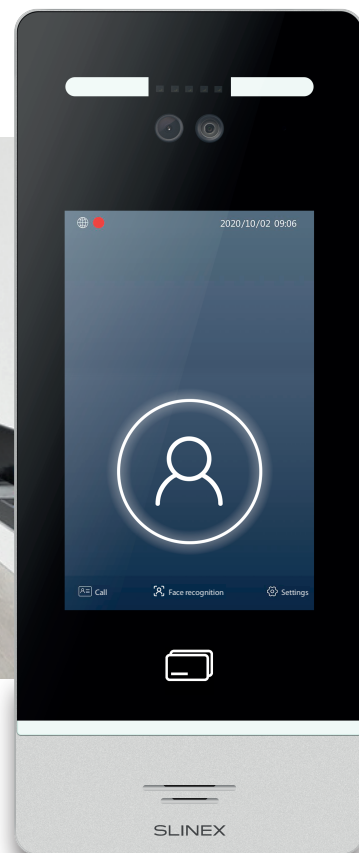 2020/10/02 09:06
Call
Face recognition
Settings
SLINEX